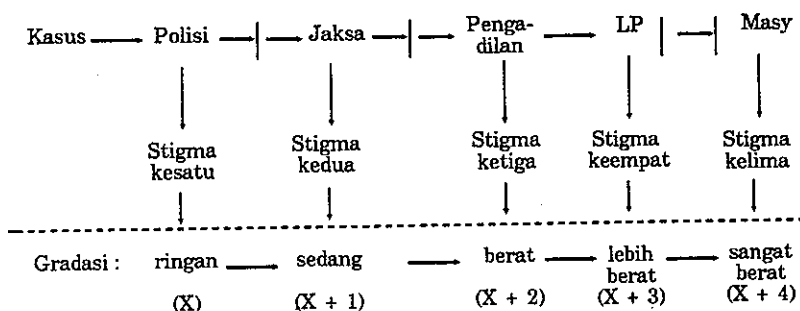 Kasus Polisi Jaksa Penga-dilan LP Masy
Stigma kesatu Stigma kedua Stigma ketiga Stigma keempat Stigma kelima
Gradasi : ringan sedang berat lebih berat sangat berat
(X) (X + 1) (X + 2) (X + 3) (X + 4)